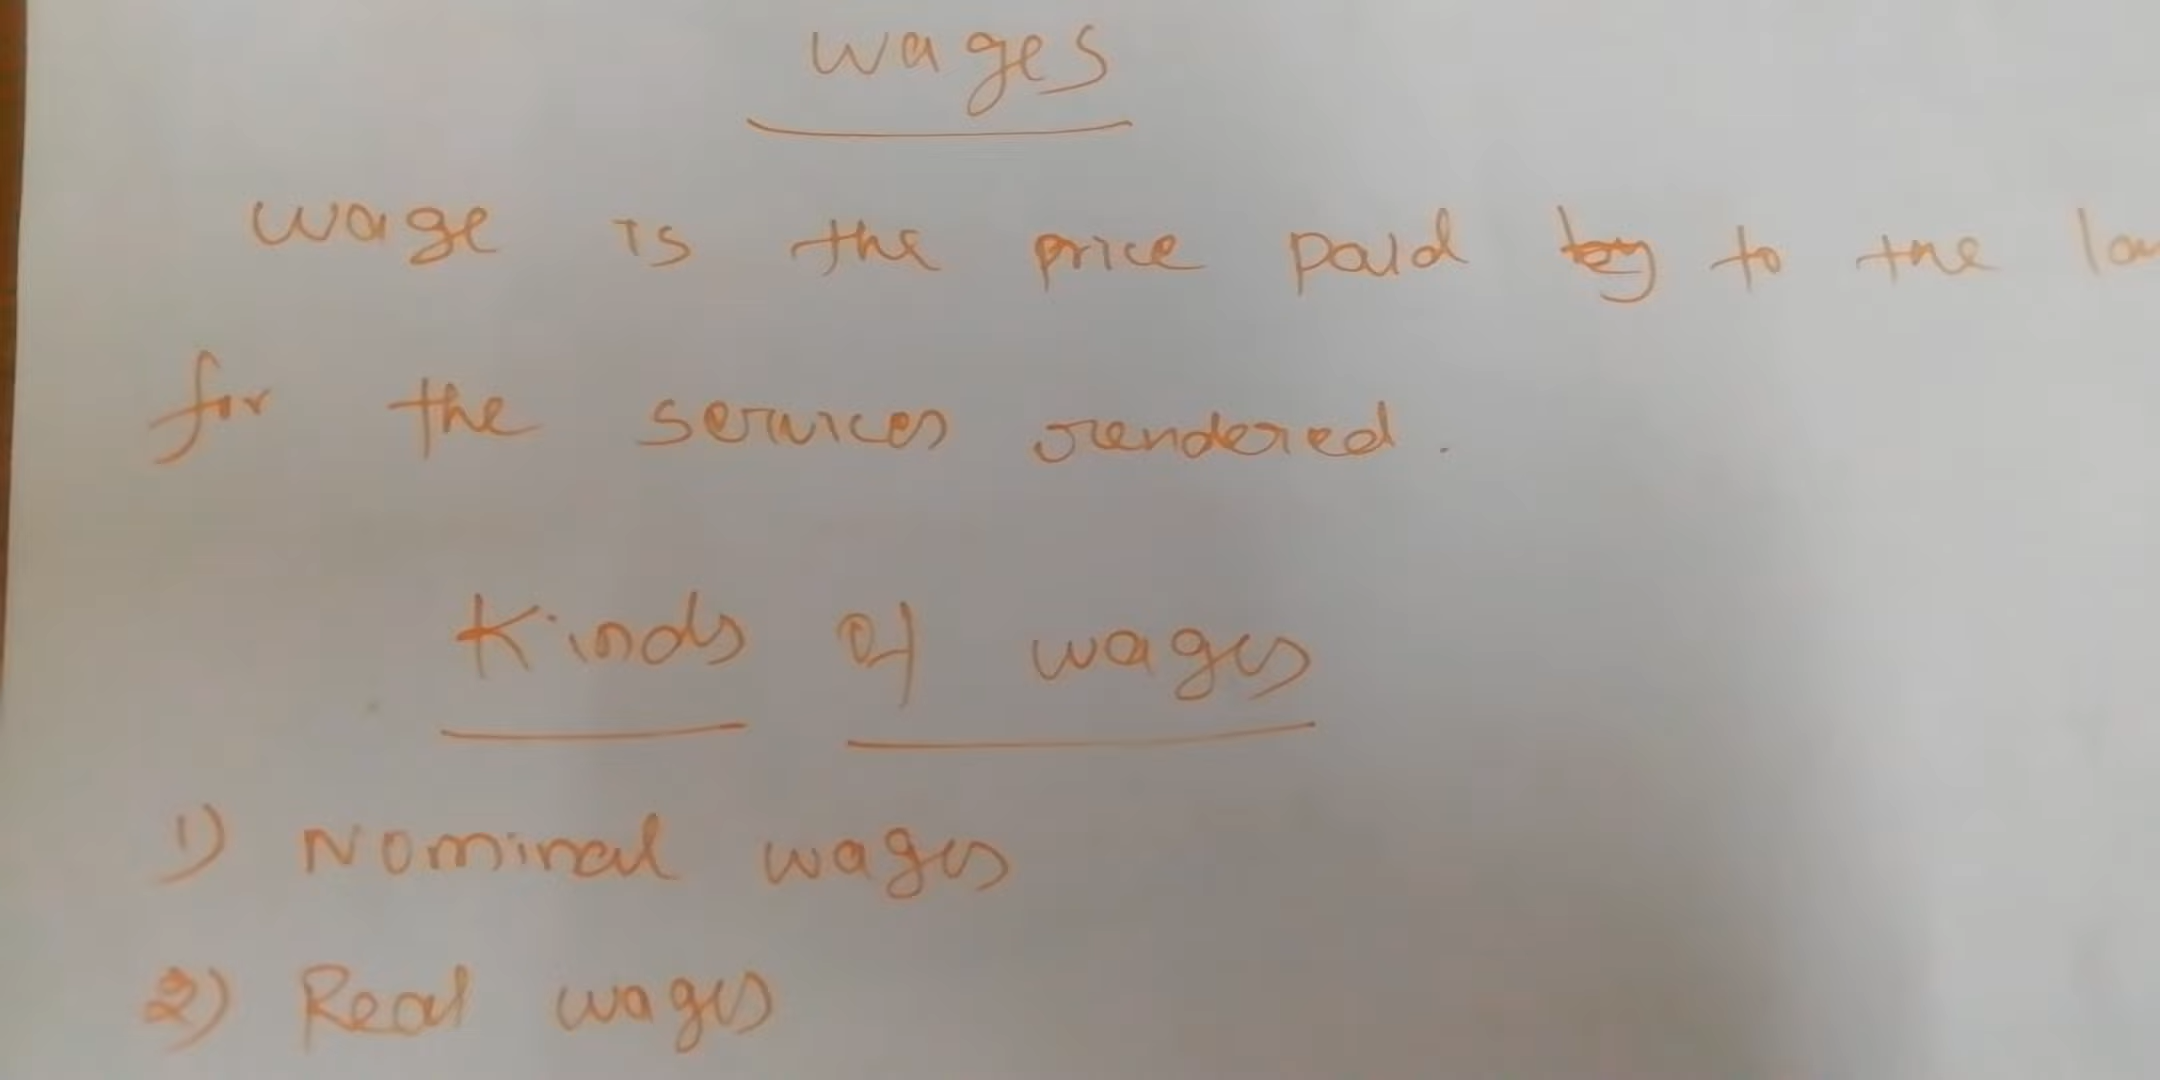 wages
wage is the price paid to the
for the services rendered.
Kinds of wages
1) Nominal wages
2) Real wages